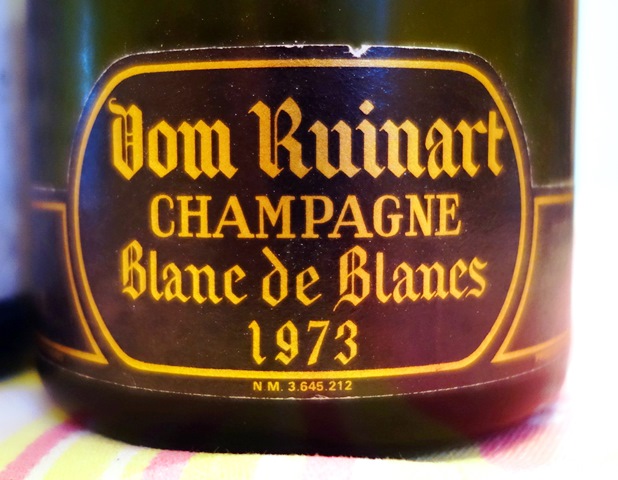 Dom Ruinart
CHAMPAGNE
Blanc de Blancs
1973
N M. 3.645.212